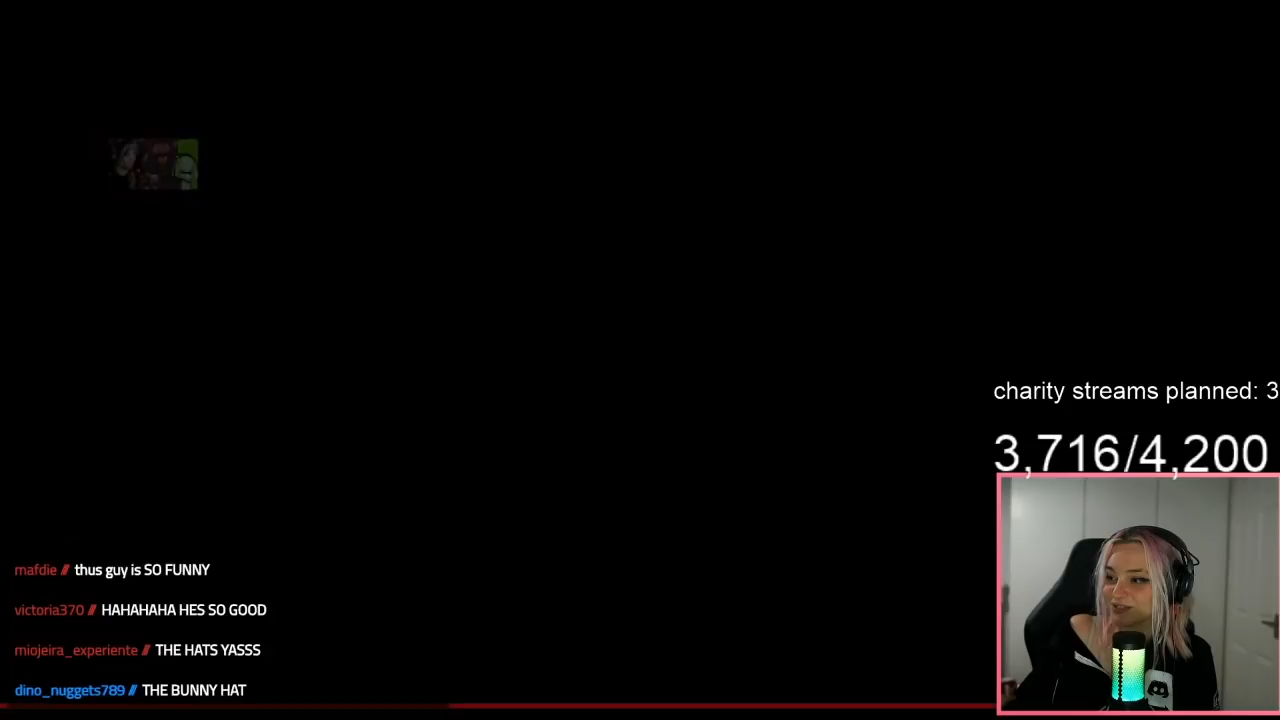 charity streams planned: 3
3,716/4,200
mafdie // thus guy is SO FUNNY
victoria370 // HAHAHAHA HES SO GOOD
miojeira_experiente // THE HATS YASSS
dino_nuggets789 // THE BUNNY HAT